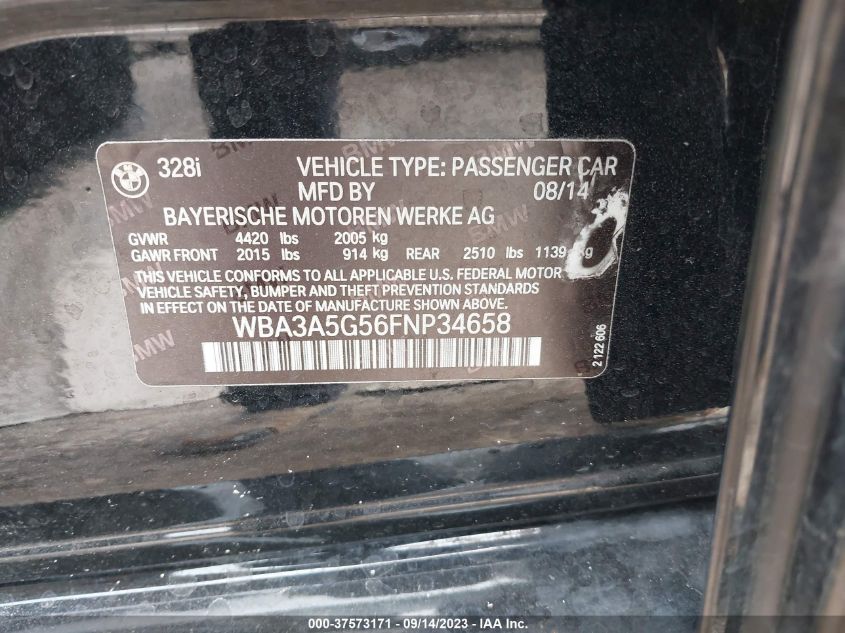 328i VEHICLE TYPE: PASSENGER CAR
MFD BY 08/14
BAYERISCHE MOTOREN WERKE AG
GVWR 4420 lbs 2005 kg
GAWR FRONT 2015 lbs 914 kg REAR 2510 lbs 1139 kg
THIS VEHICLE CONFORMS TO ALL APPLICABLE U.S. FEDERAL MOTOR
VEHICLE SAFETY, BUMPER AND THEFT PREVENTION STANDARDS
IN EFFECT ON THE DATE OF MANUFACTURE SHOWN ABOVE.
WBA3A5G56FNP34658
2 122 606
000-37573171 - 09/14/2023 - IAA Inc.